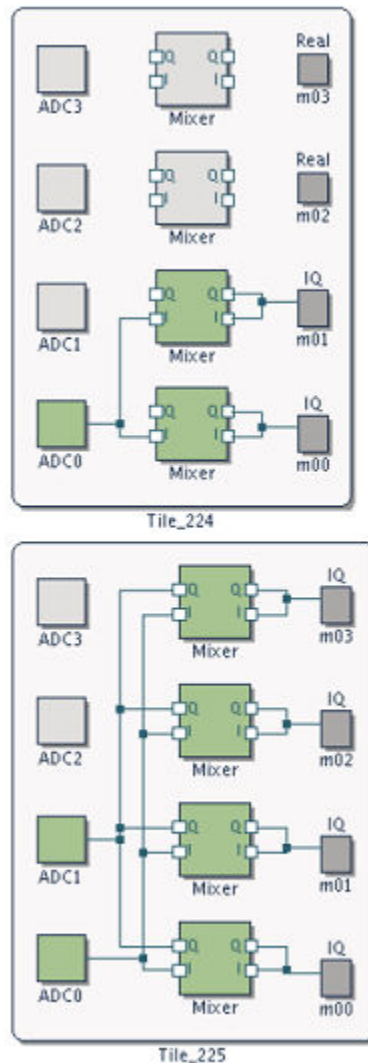 Real
Q Q
I I
ADC3
Mixer
m03
Real
Q Q
I I
ADC2
Mixer
m02
IQ
Q Q
I I
ADC1
Mixer
m01
IQ
Q Q
I I
ADC0
Mixer
m00
Tile_224
IQ
Q Q
I I
ADC3
Mixer
m03
IQ
Q Q
I I
ADC2
Mixer
m02
IQ
Q Q
I I
ADC1
Mixer
m01
IQ
Q Q
I I
ADC0
Mixer
m00
Tile_225